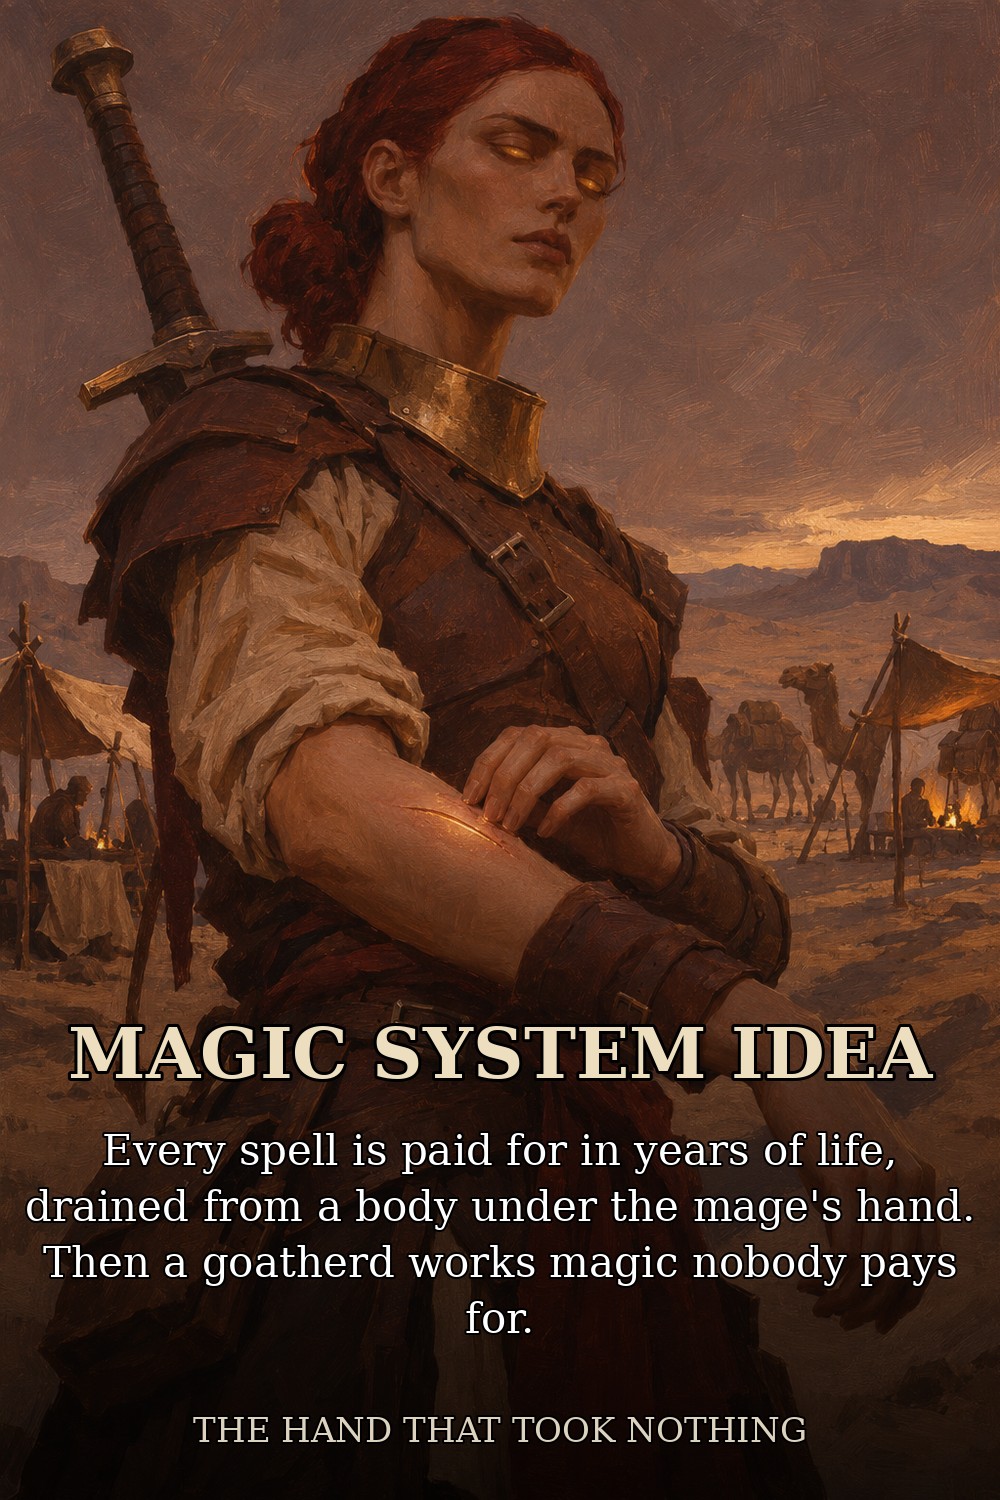 MAGIC SYSTEM IDEA
Every spell is paid for in years of life,
drained from a body under the mage's hand.
Then a goatherd works magic nobody pays
for.
THE HAND THAT TOOK NOTHING